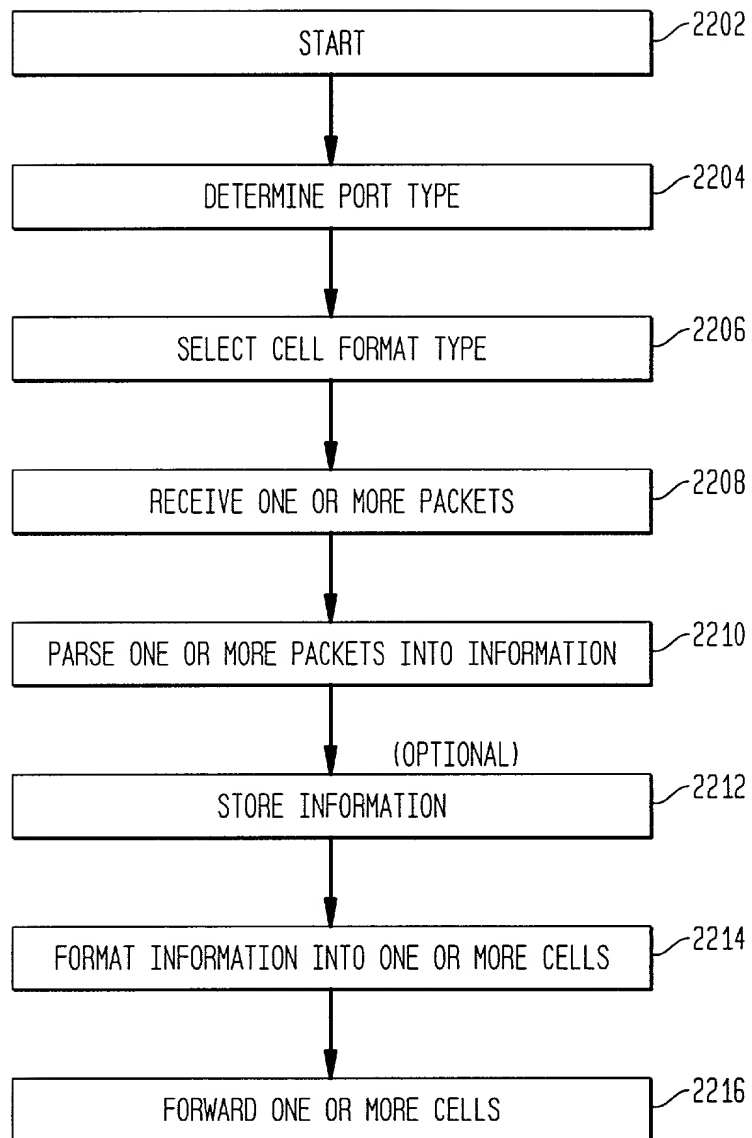 START
2202
DETERMINE PORT TYPE
2204
SELECT CELL FORMAT TYPE
2206
RECEIVE ONE OR MORE PACKETS
2208
PARSE ONE OR MORE PACKETS INTO INFORMATION
2210
(OPTIONAL)
STORE INFORMATION
2212
FORMAT INFORMATION INTO ONE OR MORE CELLS
2214
FORWARD ONE OR MORE CELLS
2216